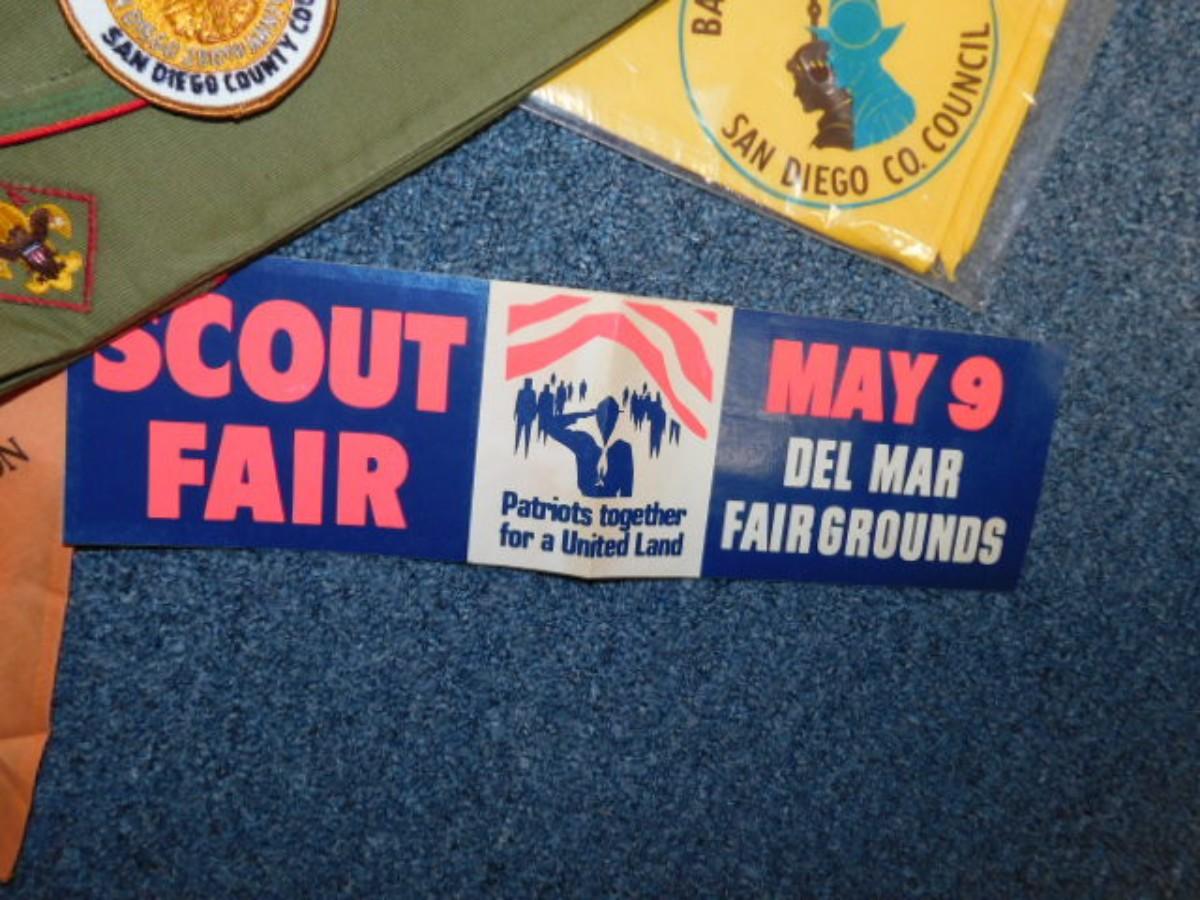 SAN DIEGO COUNTY
SAN DIEGO CO. COUNCIL
SCOUT
FAIR
Patriots together
for a United Land
MAY 9
DEL MAR
FAIRGROUNDS